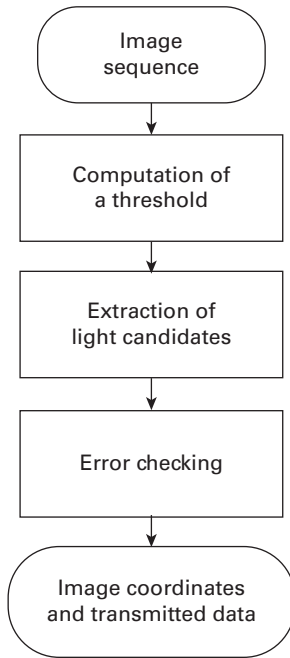 Image
sequence
Computation of
a threshold
Extraction of
light candidates
Error checking
Image coordinates
and transmitted data